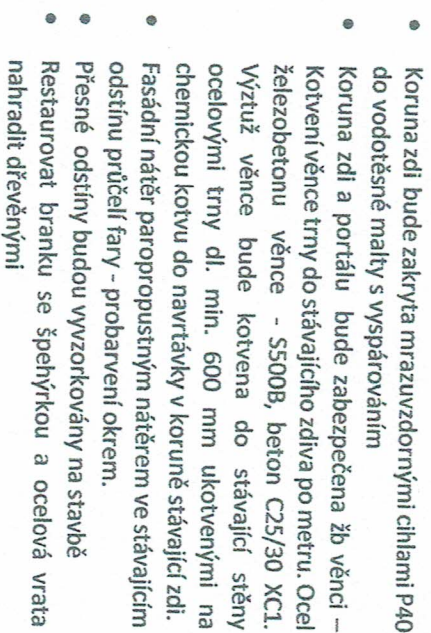 • Koruna zdi bude zakryta mrazuvzdornými cihlami P40
do vodotěsné malty s vyspárováním
• Koruna zdi a portálu bude zabezpečena žb věnci –
Kotvení věnce trny do stávajícího zdiva po metru. Ocel
železobetonu věnce - S500B, beton C25/30 XC1.
Výztuž věnce bude kotvena do stávající stěny
ocelovými trny dl. min. 600 mm ukotvenými na
chemickou kotvu do navrtávky v koruně stávající zdi.
• Fasádní nátěr paropropustným nátěrem ve stávajícím
odstínu průčelí fary - probarvení okrem.
• Přesné odstíny budou vyvzorkovány na stavbě
• Restaurovat branku se špehýrkou a ocelová vrata
nahradit dřevěnými